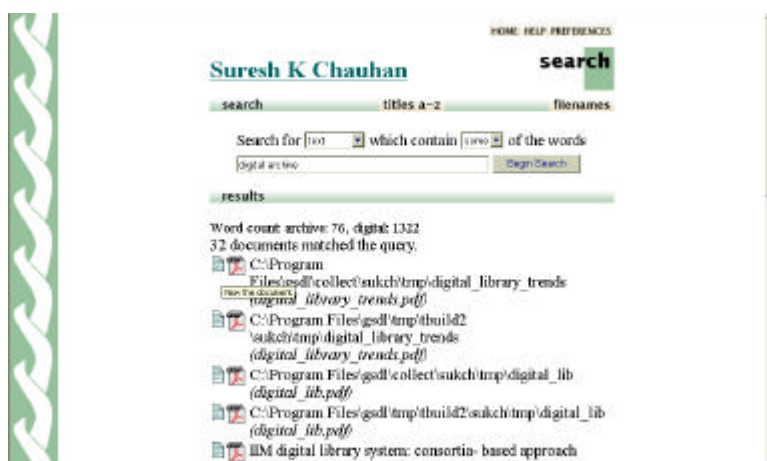 HOME HELP PREFERENCES
Suresh K Chauhan
search
search titles a-z filenames
Search for text which contain some of the words
digital archive Begin Search
results
Word count: archive: 76, digital: 1322
32 documents matched the query.
C:\Program
Files\gsdl\collect\sukch\tmp\digital_library_trends
View the document
(digital_library_trends.pdf)
C:\Program Files\gsdl\tmp\tbuild2
\sukch\tmp\digital_library_trends
(digital_library_trends.pdf)
C:\Program Files\gsdl\collect\sukch\tmp\digital_lib
(digital_lib.pdf)
C:\Program Files\gsdl\tmp\tbuild2\sukch\tmp\digital_lib
(digital_lib.pdf)
IIM digital library system: consortia- based approach